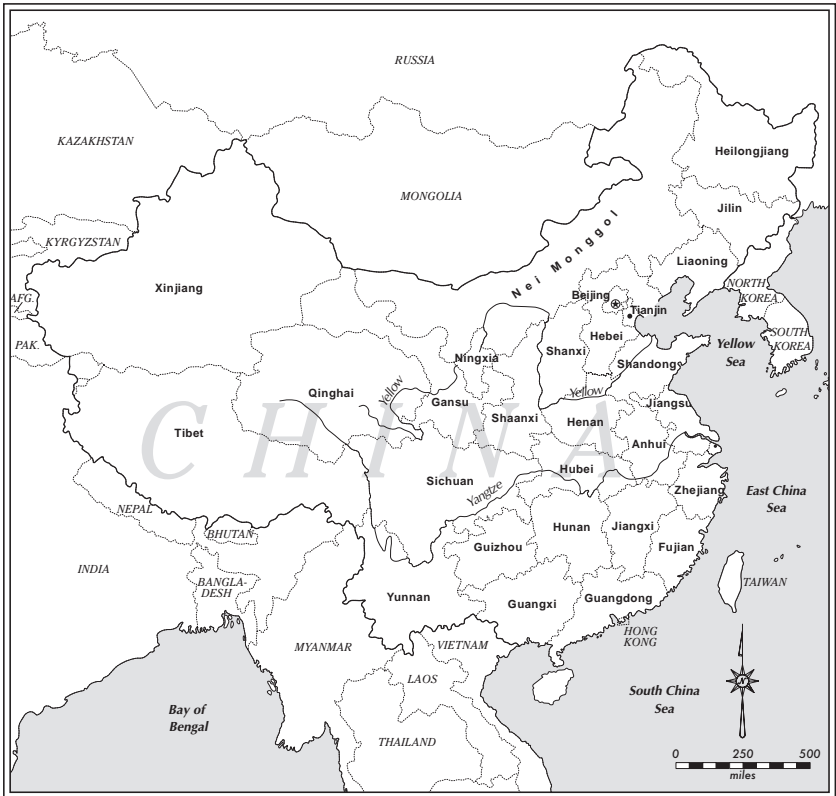 RUSSIA
KAZAKHSTAN
Heilongjiang
MONGOLIA
Jilin
Nei Monggol
KYRGYZSTAN
Liaoning
Xinjiang
NORTH
KOREA
Beijing
AFG.
Tianjin
SOUTH
KOREA
Hebei
PAK.
Yellow
Sea
Shanxi
Ningxia
Shandong
Qinghai
Yellow
Yellow
Gansu
Jiangsu
Shaanxi
Henan
CHINA
Tibet
Anhui
Hubei
Sichuan
Yangtze
Zhejiang
East China
Sea
NEPAL
Hunan
Jiangxi
BHUTAN
Guizhou
Fujian
INDIA
BANGLA-
DESH
TAIWAN
Yunnan
Guangxi
Guangdong
HONG
KONG
MYANMAR
VIETNAM
LAOS
N
South China
Sea
Bay of
Bengal
THAILAND
0 250 500
miles